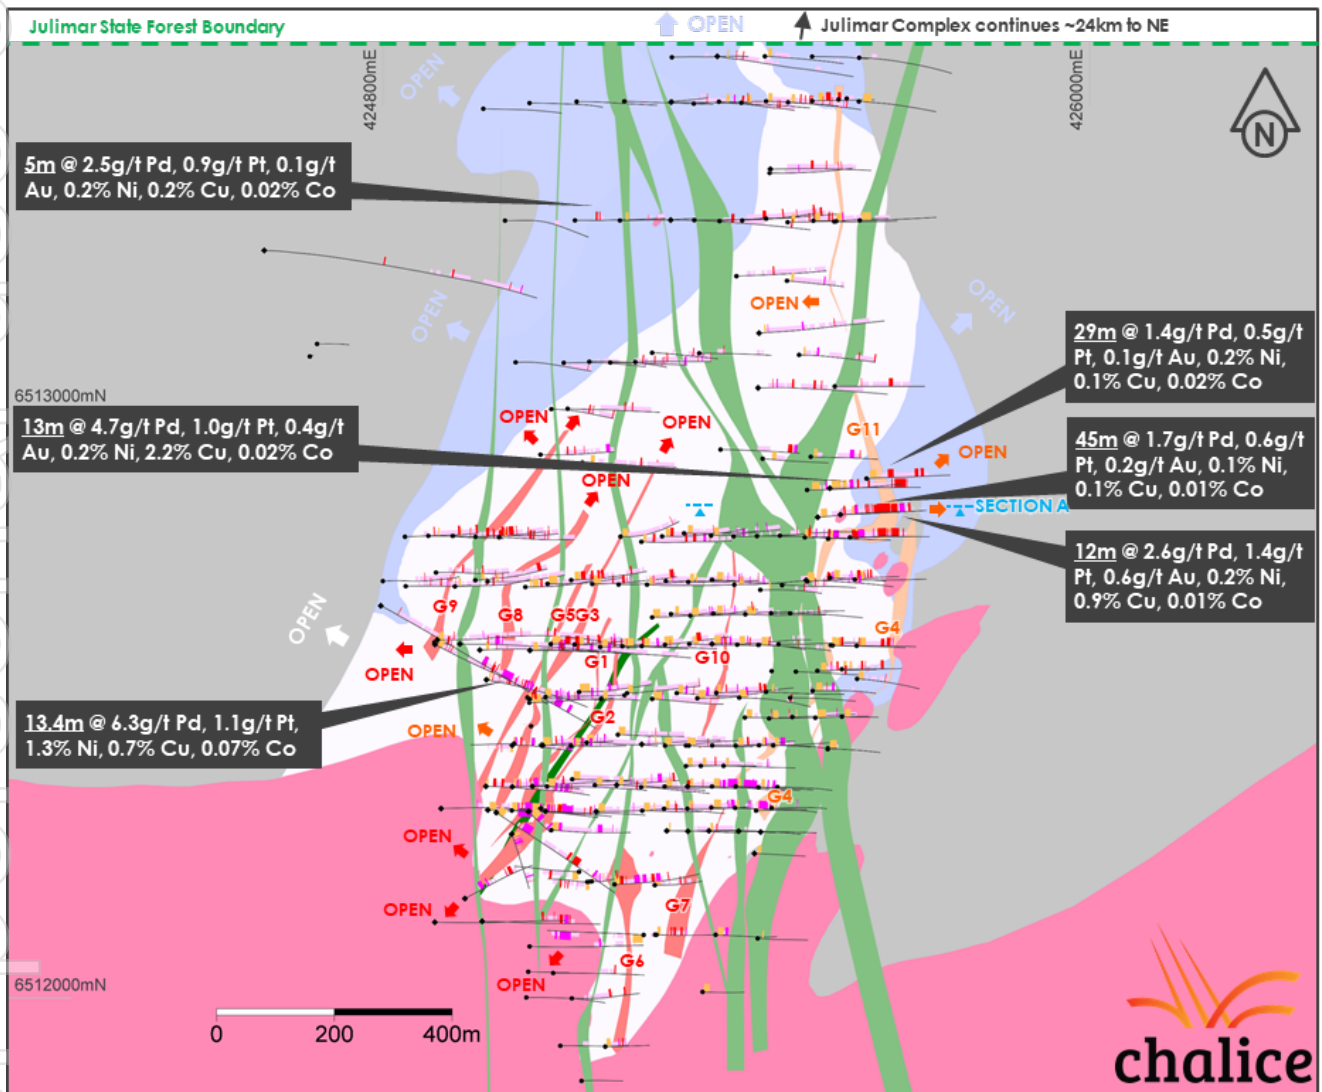 Julimar State Forest Boundary
OPEN
Julimar Complex continues ~24km to NE
OPEN
424800mE
426000mE
N
5m @ 2.5g/t Pd, 0.9g/t Pt, 0.1g/t
Au, 0.2% Ni, 0.2% Cu, 0.02% Co
OPEN
OPEN
OPEN
29m @ 1.4g/t Pd, 0.5g/t
Pt, 0.1g/t Au, 0.2% Ni,
0.1% Cu, 0.02% Co
6513000mN
13m @ 4.7g/t Pd, 1.0g/t Pt, 0.4g/t
Au, 0.2% Ni, 2.2% Cu, 0.02% Co
OPEN
OPEN
OPEN
G11
OPEN
45m @ 1.7g/t Pd, 0.6g/t
Pt, 0.2g/t Au, 0.1% Ni,
0.1% Cu, 0.01% Co
SECTION A
12m @ 2.6g/t Pd, 1.4g/t
Pt, 0.6g/t Au, 0.2% Ni,
0.9% Cu, 0.01% Co
OPEN
G9
G8
G5
G3
G4
G1
G10
OPEN
G2
13.4m @ 6.3g/t Pd, 1.1g/t Pt,
1.3% Ni, 0.7% Cu, 0.07% Co
OPEN
G4
OPEN
OPEN
G7
G6
OPEN
6512000mN
0 200 400m
chalice